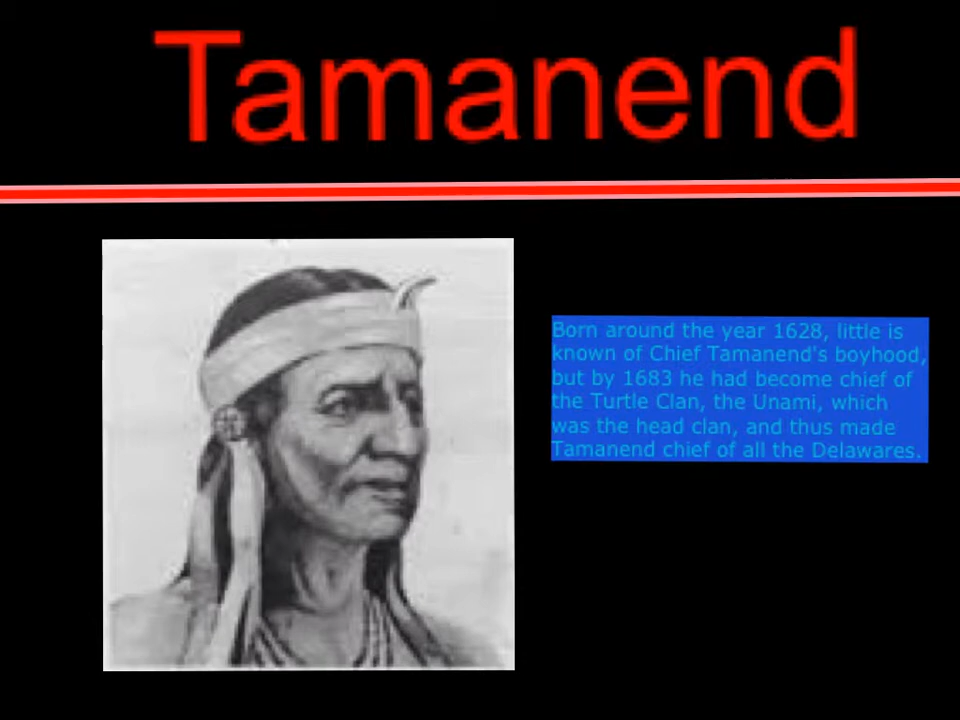 Tamanend
Born around the year 1628, little is
known of Chief Tamanend's boyhood,
but by 1683 he had become chief of
the Turtle Clan, the Unami, which
was the head clan, and thus made
Tamanend chief of all the Delawares.